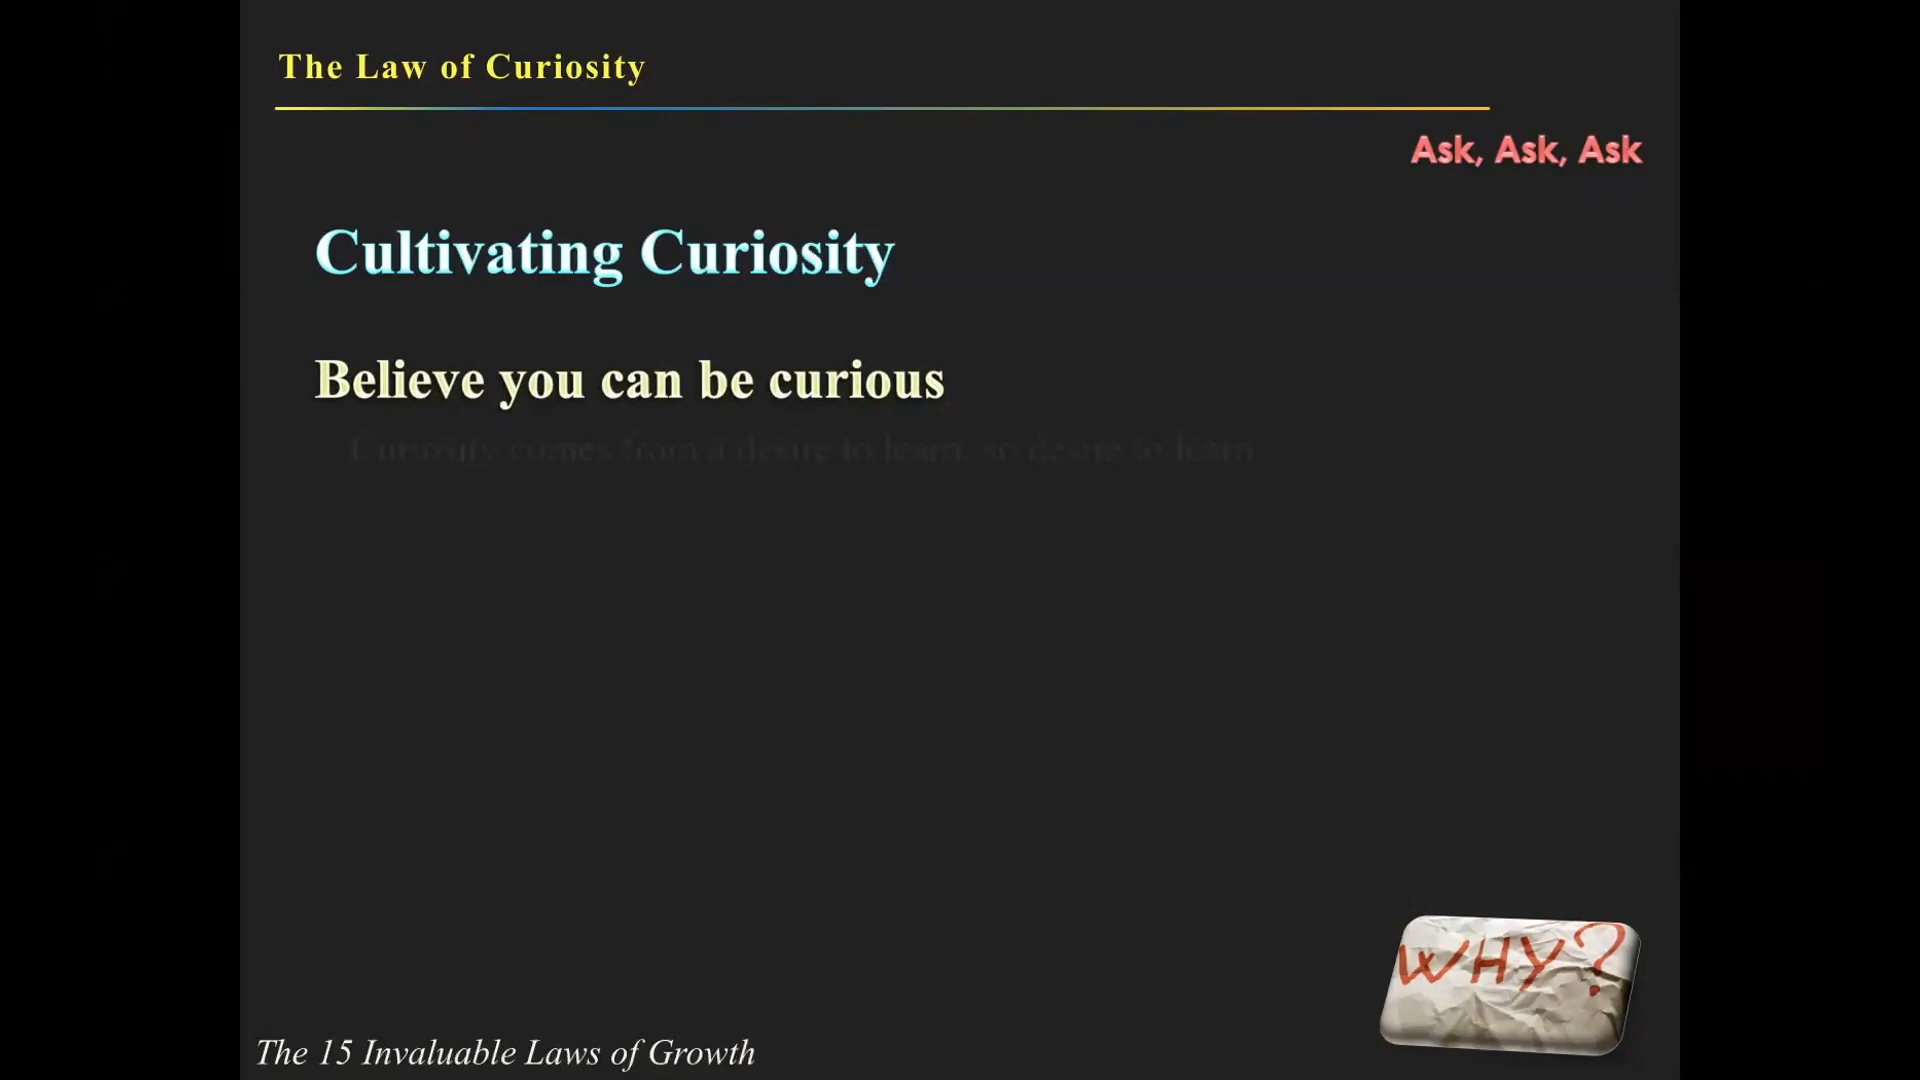 The Law of Curiosity
Ask, Ask, Ask
Cultivating Curiosity
Believe you can be curious
Curiosity comes from a desire to learn, so desire to learn
WHY?
The 15 Invaluable Laws of Growth